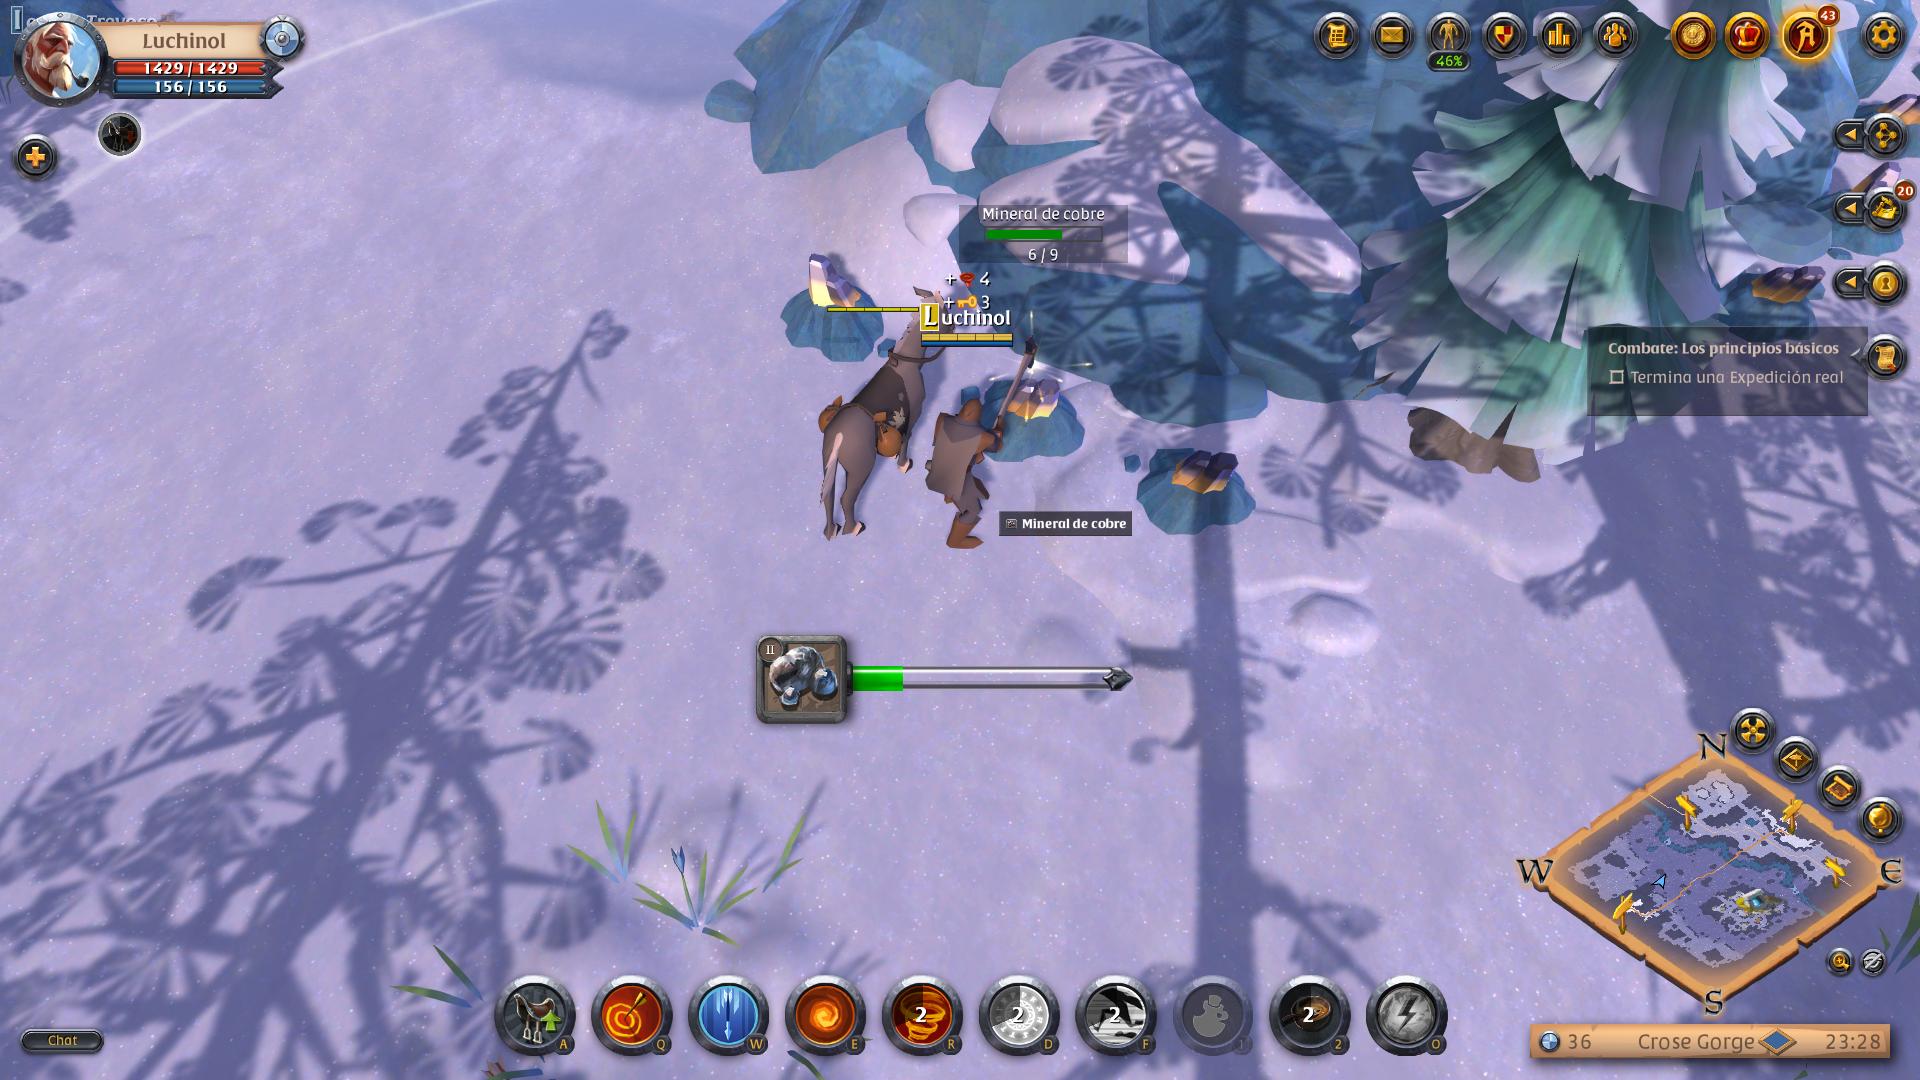 Luchinol
1429 / 1429
156 / 156
46%
43
20
Mineral de cobre
6 / 9
+ 4
+ 3
Luchinol
Combate: Los principios básicos
Termina una Expedición real
Mineral de cobre
II
N
W
E
S
2
2
2
2
A
Q
W
E
R
D
F
1
2
O
Chat
36
Crose Gorge
23:28